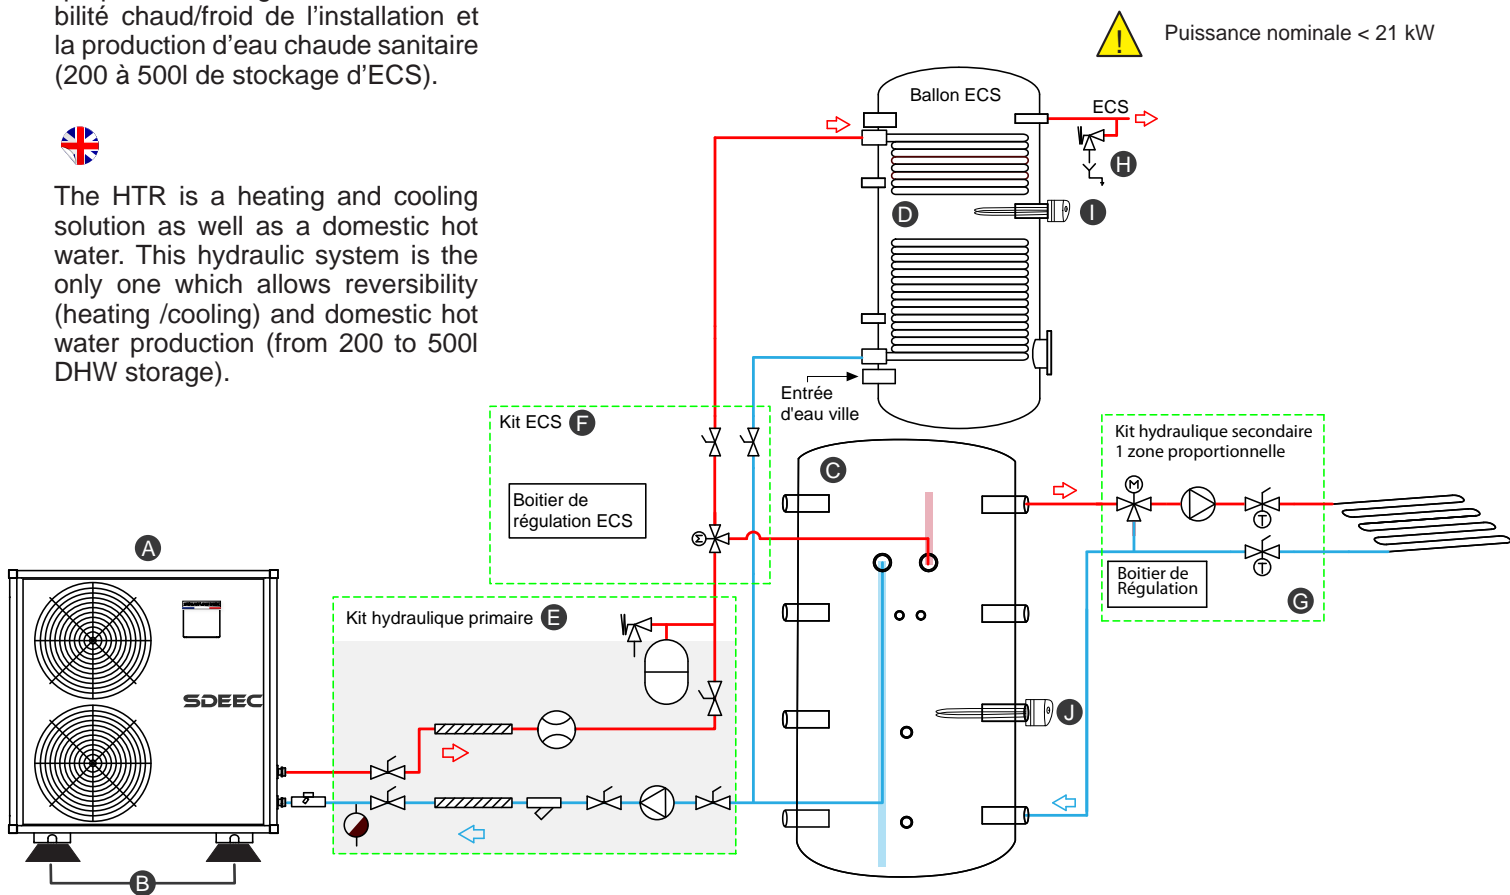 bilité chaud/froid de l'installation et
la production d'eau chaude sanitaire
(200 à 500l de stockage d'ECS).
The HTR is a heating and cooling
solution as well as a domestic hot
water. This hydraulic system is the
only one which allows reversibility
(heating /cooling) and domestic hot
water production (from 200 to 500l
DHW storage).
!
Puissance nominale < 21 kW
Ballon ECS
ECS
H
D
I
Entrée
d'eau ville
Kit ECS F
Boitier de
régulation ECS
M
C
Kit hydraulique secondaire
1 zone proportionnelle
M
T
T
Boitier de
Régulation
G
A
SDEEC
B
Kit hydraulique primaire E
J